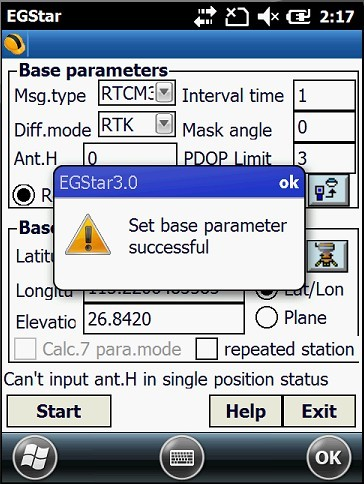 EGStar 2:17
Base parameters
Msg.type RTCM3 Interval time 1
Diff.mode RTK Mask angle 0
Ant.H 0 PDOP Limit 3
EGStar3.0 ok
Set base parameter
successful
Base
Latitu
Longitu Lat/Lon
Elevatio 26.8420 Plane
Calc.7 para.mode repeated station
Can't input ant.H in single position status
Start Help Exit
OK